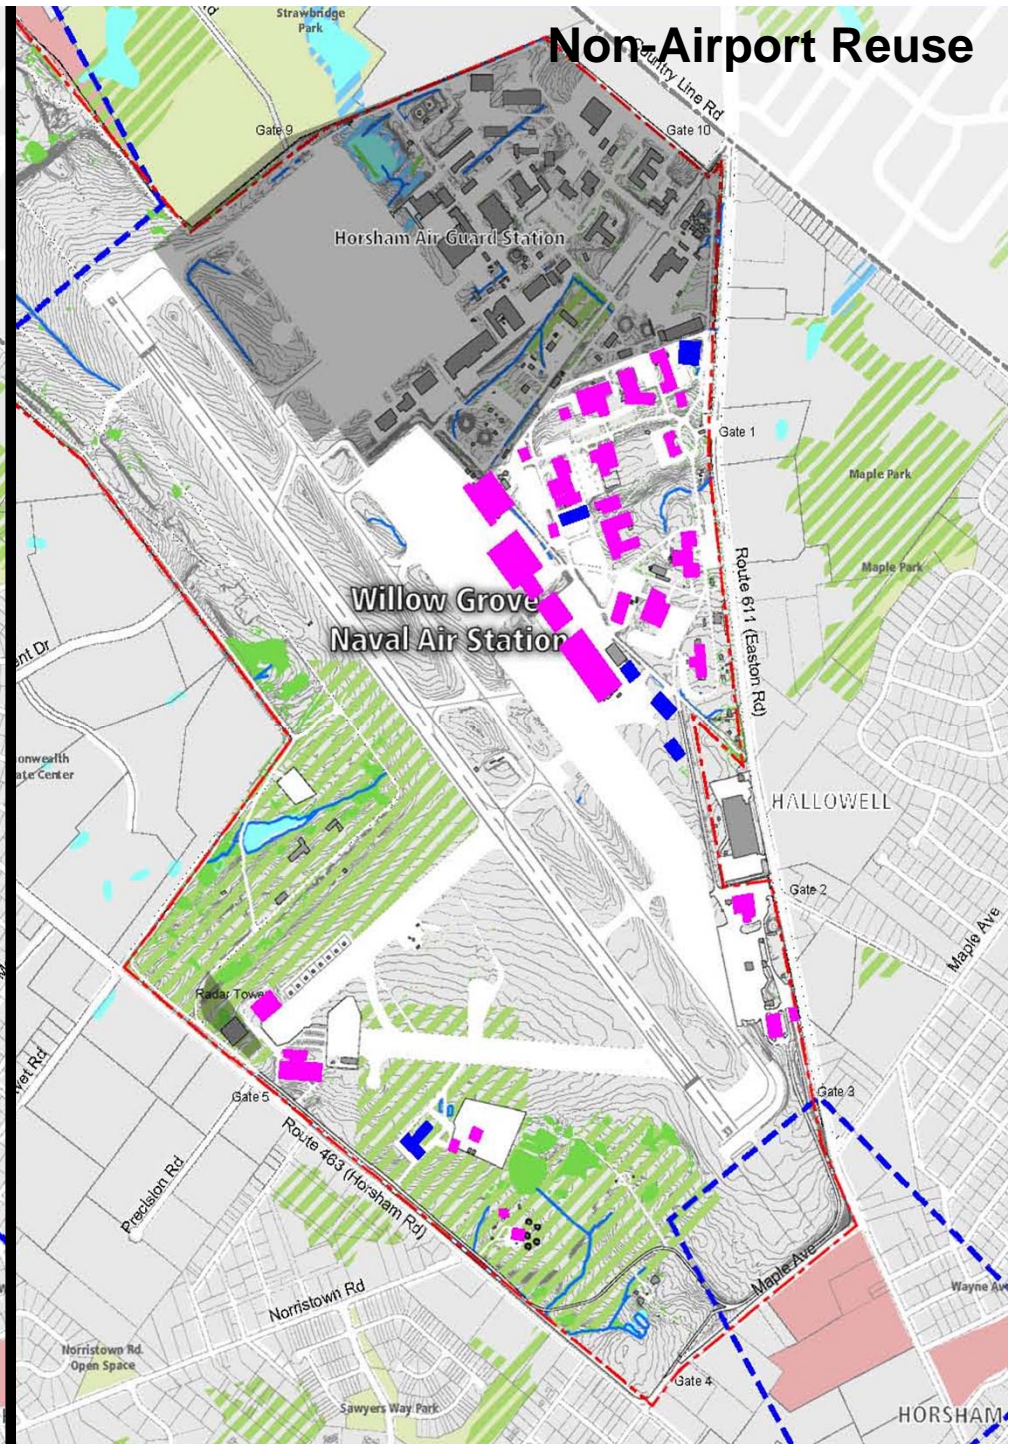 Strawbridge
Park
Non-Airport Reuse
Country Line Rd
Gate 9
Gate 10
Horsham Air Guard Station
Gate 1
Maple Park
Maple Park
Willow Grove
Naval Air Station
Route 611 (Easton Rd)
ent Dr
onwealth
ate Center
HALLOWELL
Gate 2
Maple Ave
Radar Tower
vet Rd
Gate 5
Gate 3
Route 463 (Horsham Rd)
Precision Rd
Maple Ave
Norristown Rd
Wayne Av
Norristown Rd.
Open Space
Gate 4
Sawyers Way Park
HORSHAM